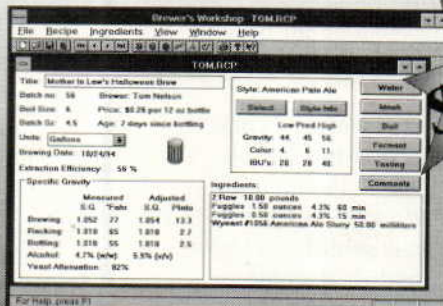 Brewer's Workshop TOM.RCP
File Recipe Ingredients View Window Help
TOM.RCP
Title: Mother In Law's Halloween Brew
Batch no: 56 Brewer: Tom Nelson
Boil Size: 6 Price: $0.26 per 12 oz bottle
Batch Sz: 4.5 Age: 7 days since bottling
Units: Gallons
Brewing Date: 10/24/94
Extraction Efficiency: 56 %
Style: American Pale Ale
Select Style Info
Low Pred High
Gravity: 44. 45. 56.
Color: 4. 6. 11.
IBU's: 20 28 40.
Water
Mash
Boil
Ferment
Tasting
Comments
Specific Gravity
Measured Adjusted
S.G. °Fahr S.G. Plato
Brewing 1.052 77 1.054 13.3
Racking 1.010 65 1.010 2.7
Bottling 1.010 55 1.010 2.5
Alcohol: 4.7% (w/w) 5.9% (v/v)
Yeast Attenuation: 82%
Ingredients:
2 Row 10.00 pounds
Fuggles 1.50 ounces 4.3% 60 min
Fuggles 0.50 ounces 4.3% 15 min
Wyeast #1056 American Ale Slurry 50.00 milliliters
For Help, press F1